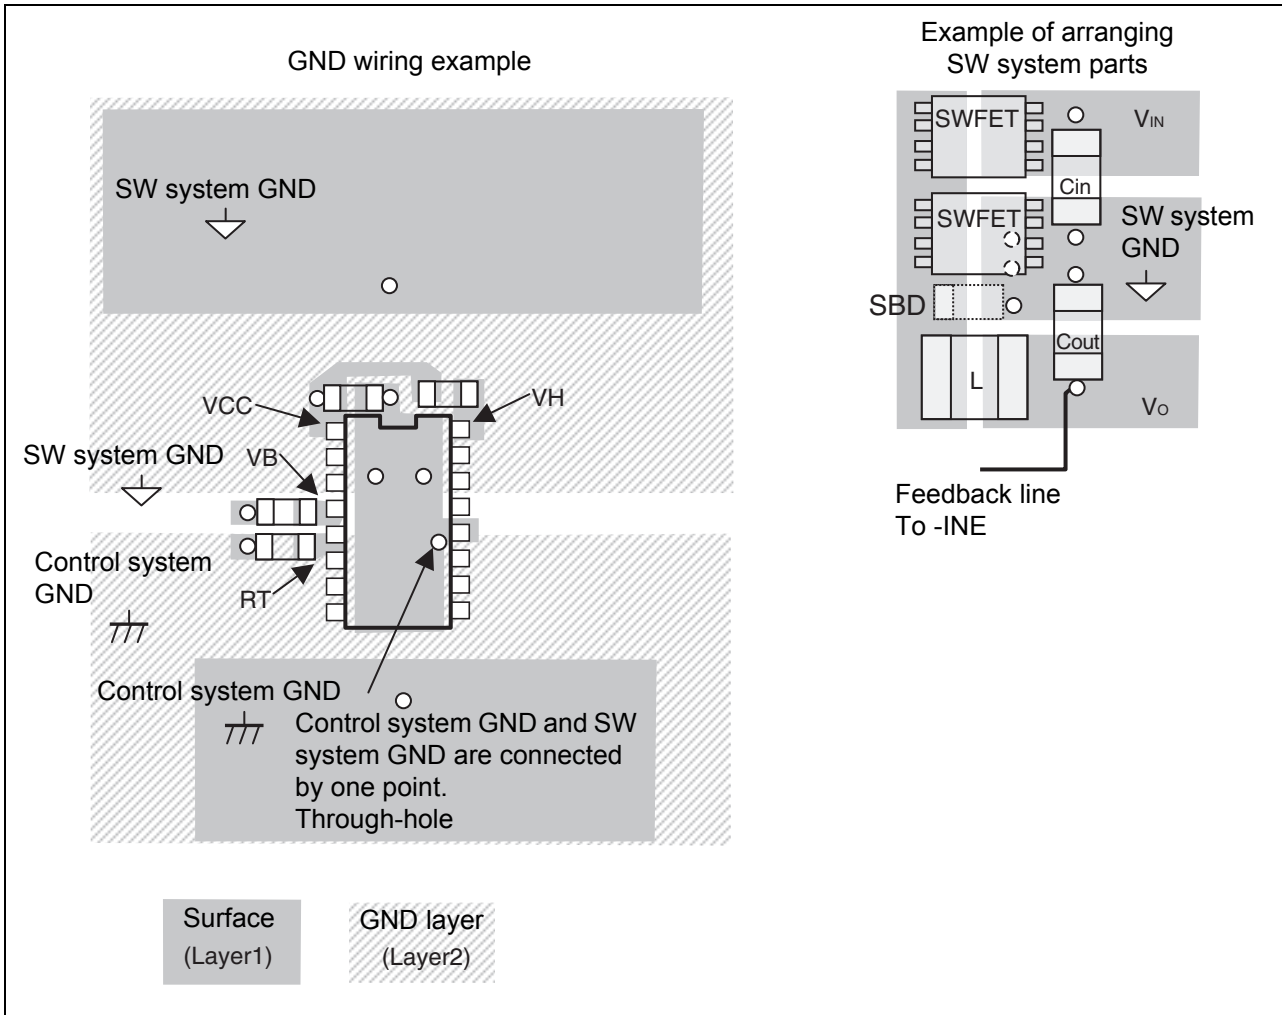 GND wiring example
SW system GND
VCC
VH
SW system GND
VB
Control system
GND
RT
Control system GND
Control system GND and SW
system GND are connected
by one point.
Through-hole
Surface
(Layer1)
GND layer
(Layer2)
Example of arranging
SW system parts
SWFET
VIN
Cin
SWFET
SW system
GND
SBD
Cout
L
VO
Feedback line
To -INE